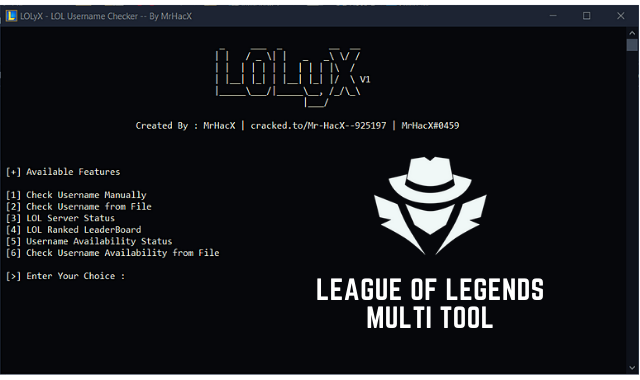 LOLyX - LOL Username Checker -- By MrHacX
LOLyX V1
Created By : MrHacX | cracked.to/Mr-HacX--925197 | MrHacX#0459
[+] Available Features
[1] Check Username Manually
[2] Check Username from File
[3] LOL Server Status
[4] LOL Ranked LeaderBoard
[5] Username Availability Status
[6] Check Username Availability from File
[>] Enter Your Choice :
LEAGUE OF LEGENDS
MULTI TOOL